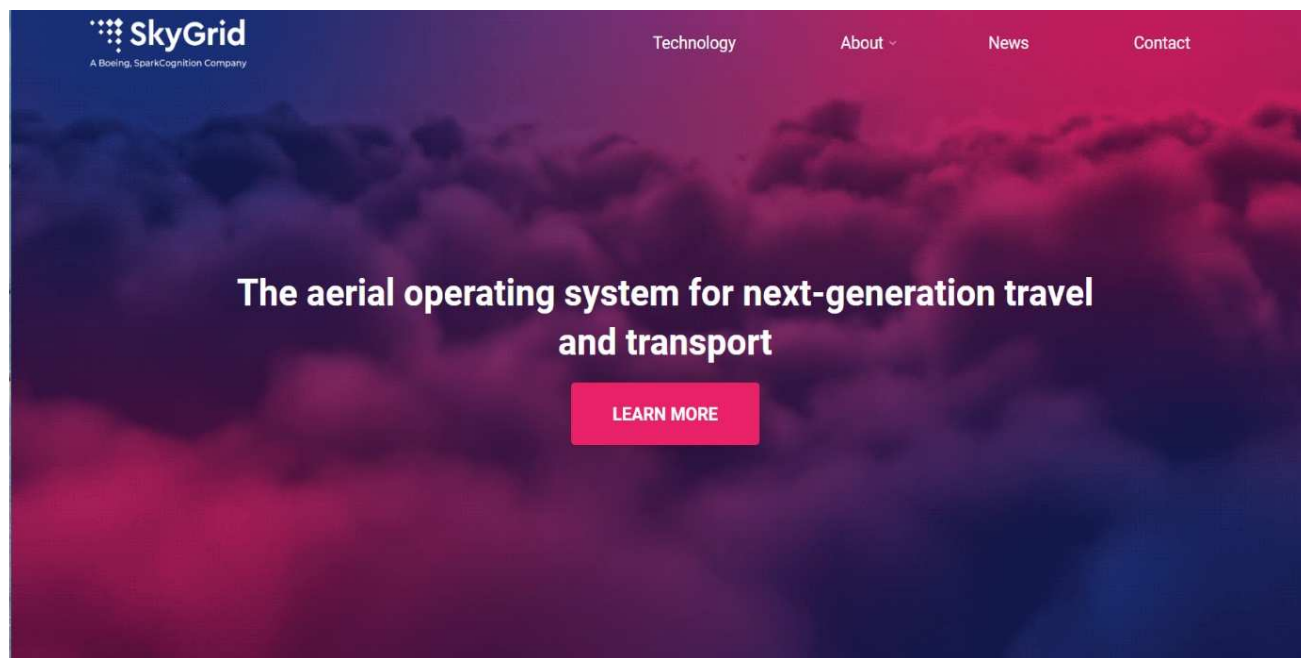 SkyGrid
A Boeing, SparkCognition Company
Technology
About
News
Contact
The aerial operating system for next-generation travel
and transport
LEARN MORE